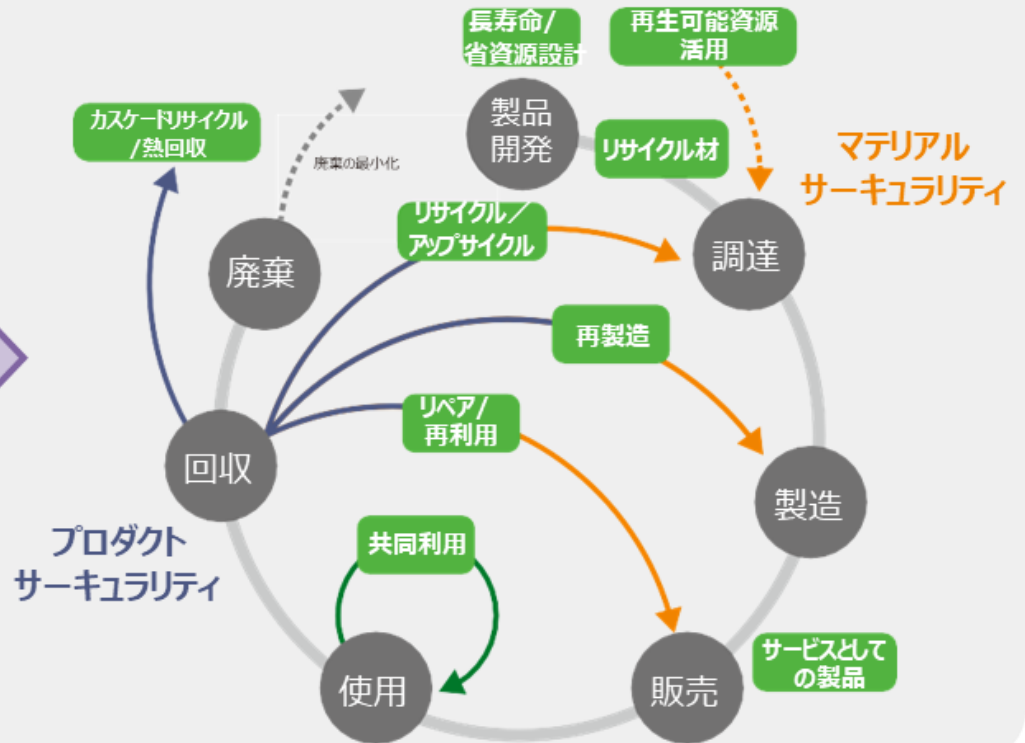 長寿命/
省資源設計
再生可能資源
活用
カスケードリサイクル
/熱回収
製品
開発
リサイクル材
マテリアル
サーキュラリティ
廃棄の最小化
リサイクル／
アップサイクル
廃棄
調達
再製造
リペア/
再利用
回収
製造
プロダクト
サーキュラリティ
共同利用
サービスとして
の製品
使用
販売